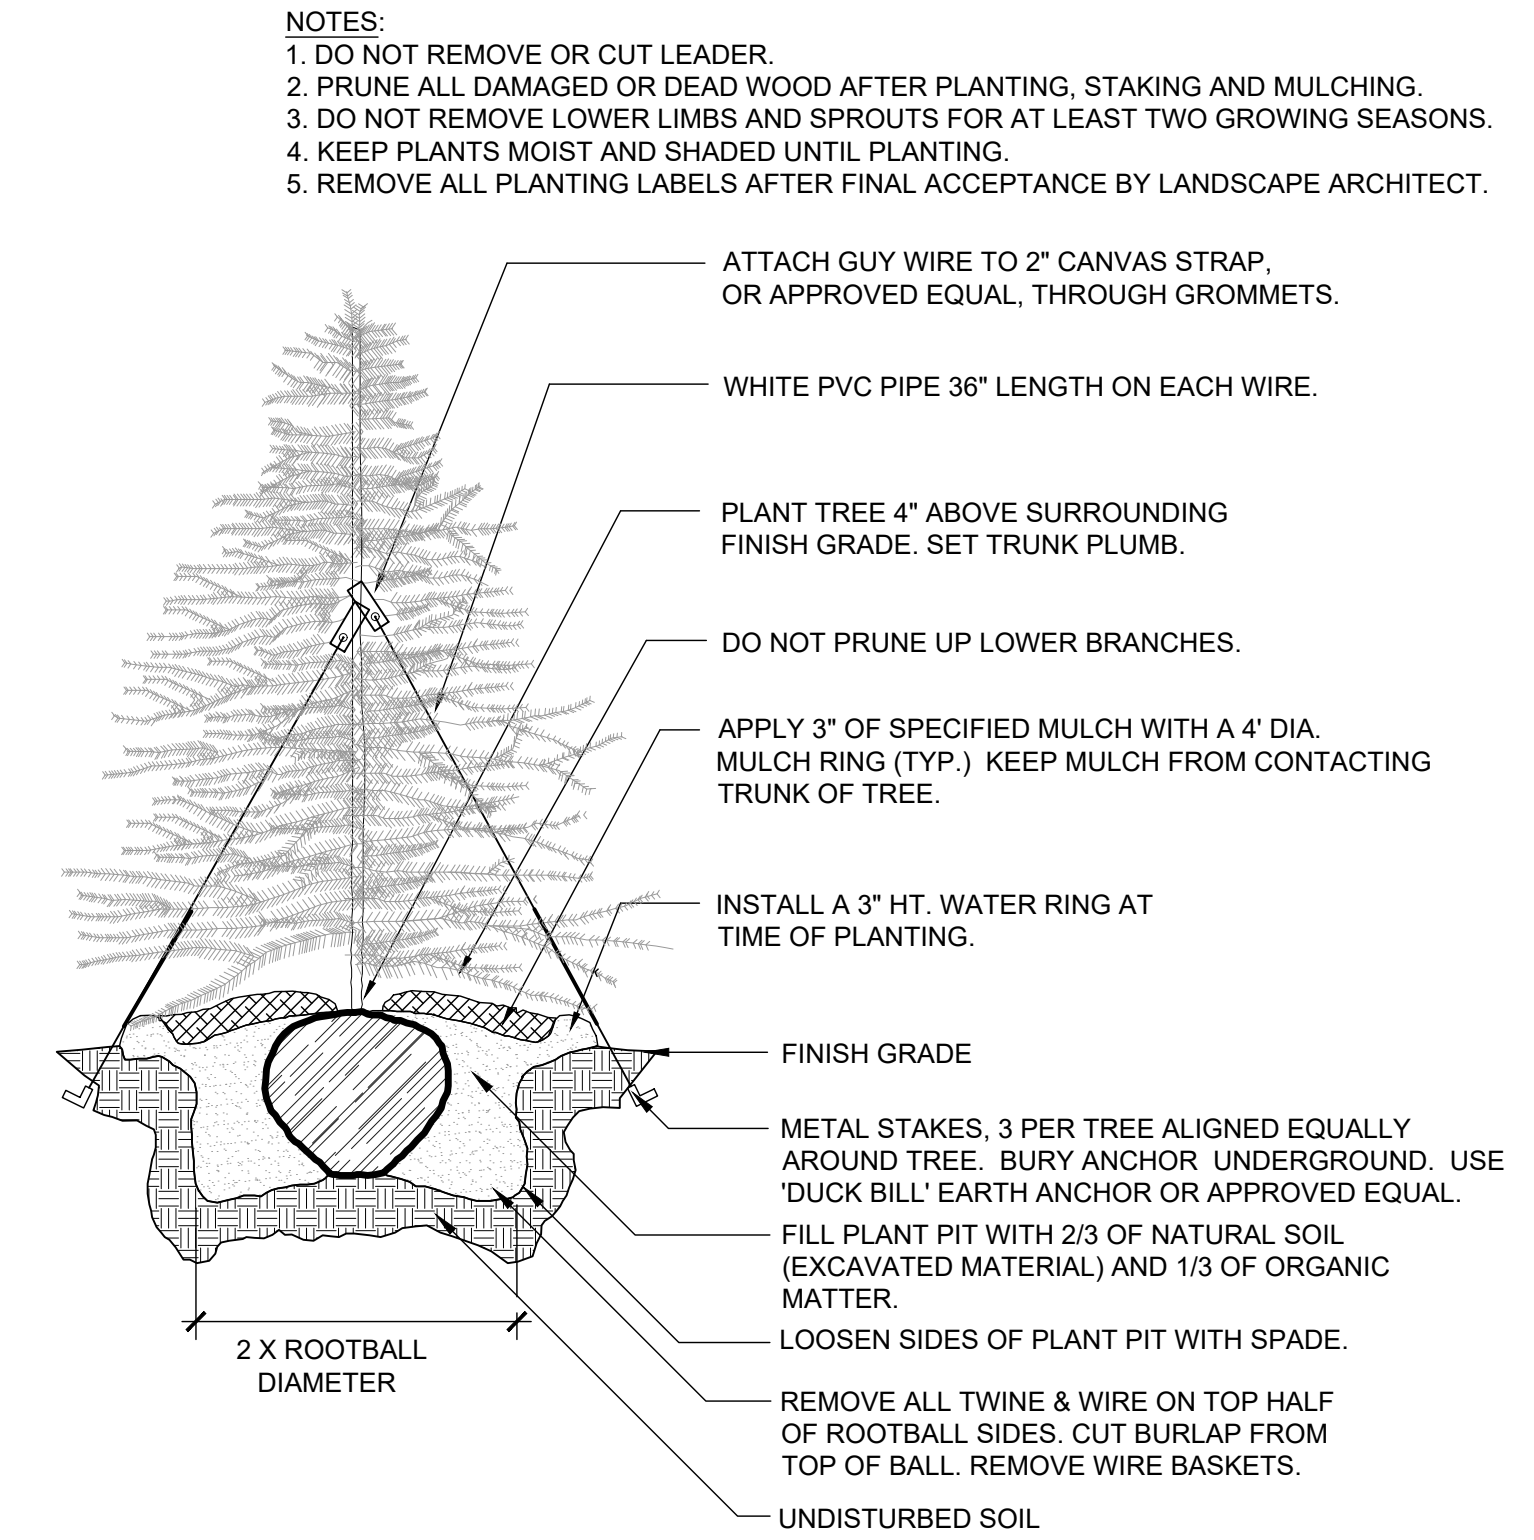 NOTES:
1. DO NOT REMOVE OR CUT LEADER.
2. PRUNE ALL DAMAGED OR DEAD WOOD AFTER PLANTING, STAKING AND MULCHING.
3. DO NOT REMOVE LOWER LIMBS AND SPROUTS FOR AT LEAST TWO GROWING SEASONS.
4. KEEP PLANTS MOIST AND SHADED UNTIL PLANTING.
5. REMOVE ALL PLANTING LABELS AFTER FINAL ACCEPTANCE BY LANDSCAPE ARCHITECT.
ATTACH GUY WIRE TO 2" CANVAS STRAP,
OR APPROVED EQUAL, THROUGH GROMMETS.
WHITE PVC PIPE 36" LENGTH ON EACH WIRE.
PLANT TREE 4" ABOVE SURROUNDING
FINISH GRADE. SET TRUNK PLUMB.
DO NOT PRUNE UP LOWER BRANCHES.
APPLY 3" OF SPECIFIED MULCH WITH A 4' DIA.
MULCH RING (TYP.) KEEP MULCH FROM CONTACTING
TRUNK OF TREE.
INSTALL A 3" HT. WATER RING AT
TIME OF PLANTING.
FINISH GRADE
METAL STAKES, 3 PER TREE ALIGNED EQUALLY
AROUND TREE. BURY ANCHOR UNDERGROUND. USE
'DUCK BILL' EARTH ANCHOR OR APPROVED EQUAL.
FILL PLANT PIT WITH 2/3 OF NATURAL SOIL
(EXCAVATED MATERIAL) AND 1/3 OF ORGANIC
MATTER.
LOOSEN SIDES OF PLANT PIT WITH SPADE.
2 X ROOTBALL
DIAMETER
REMOVE ALL TWINE & WIRE ON TOP HALF
OF ROOTBALL SIDES. CUT BURLAP FROM
TOP OF BALL. REMOVE WIRE BASKETS.
UNDISTURBED SOIL